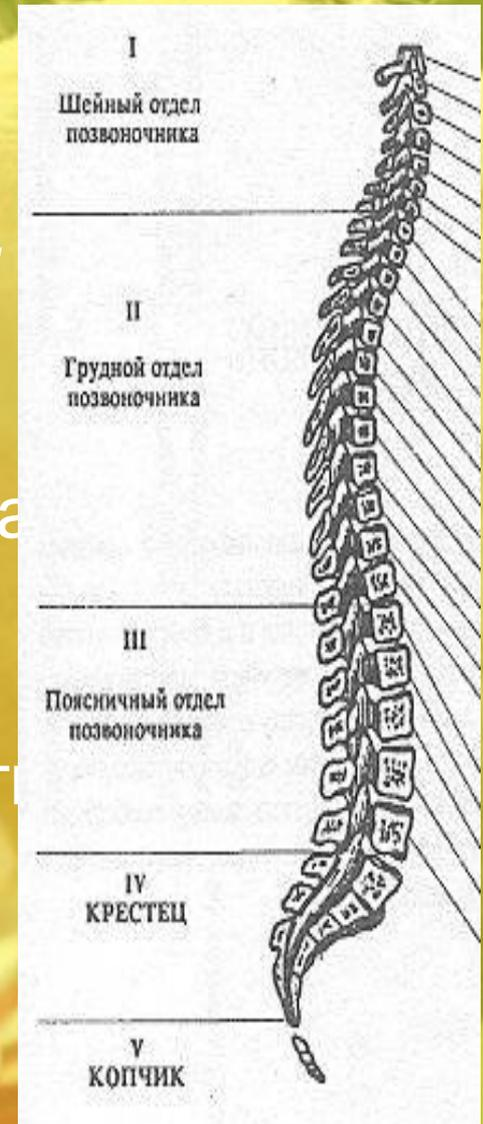 I
Шейный отдел
позвоночника
II
Грудной отдел
позвоночника
III
Поясничный отдел
позвоночника
IV
КРЕСТЕЦ
V
КОПЧИК